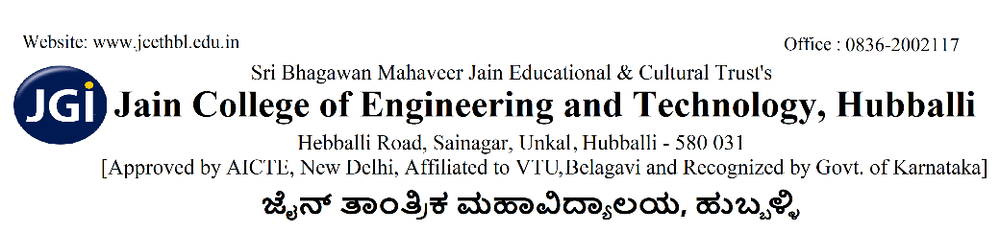 Website: www.jcethbl.edu.in
Office : 0836-2002117
Sri Bhagawan Mahaveer Jain Educational & Cultural Trust's
JGi
Jain College of Engineering and Technology, Hubballi
Hebballi Road, Sainagar, Unkal, Hubballi - 580 031
[Approved by AICTE, New Delhi, Affiliated to VTU,Belagavi and Recognized by Govt. of Karnataka]
ಜೈನ್ ತಾಂತ್ರಿಕ ಮಹಾವಿದ್ಯಾಲಯ, ಹುಬ್ಬಳ್ಳಿ